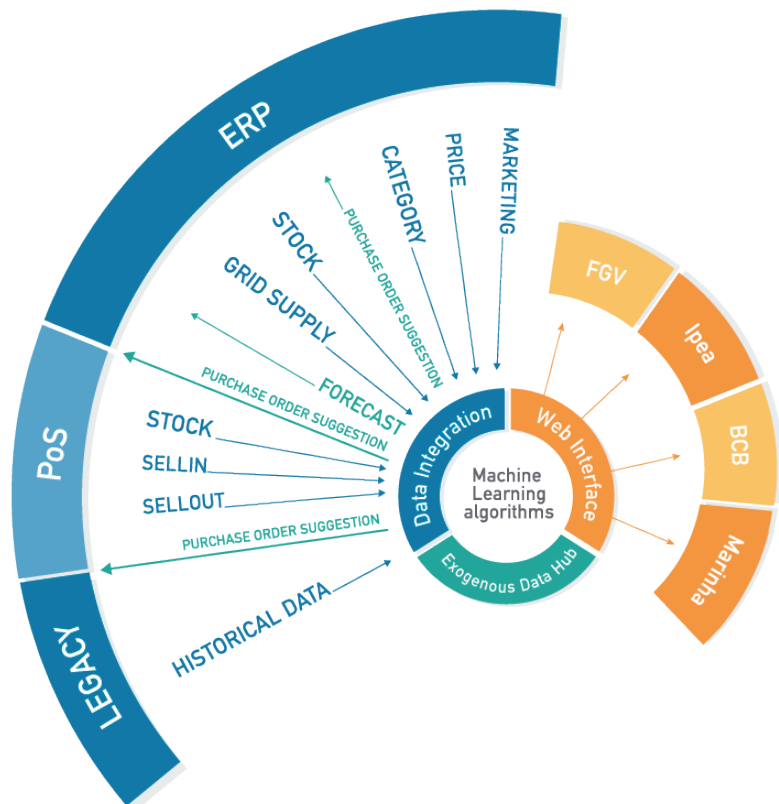 ERP
PoS
LEGACY
MARKETING
PRICE
CATEGORY
PURCHASE ORDER SUGGESTION
STOCK
GRID SUPPLY
FORECAST
PURCHASE ORDER SUGGESTION
STOCK
SELLIN
SELLOUT
PURCHASE ORDER SUGGESTION
HISTORICAL DATA
Data Integration
Web Interface
Exogenous Data Hub
Machine
Learning
algorithms
FGV
Ipea
BCB
Marinha